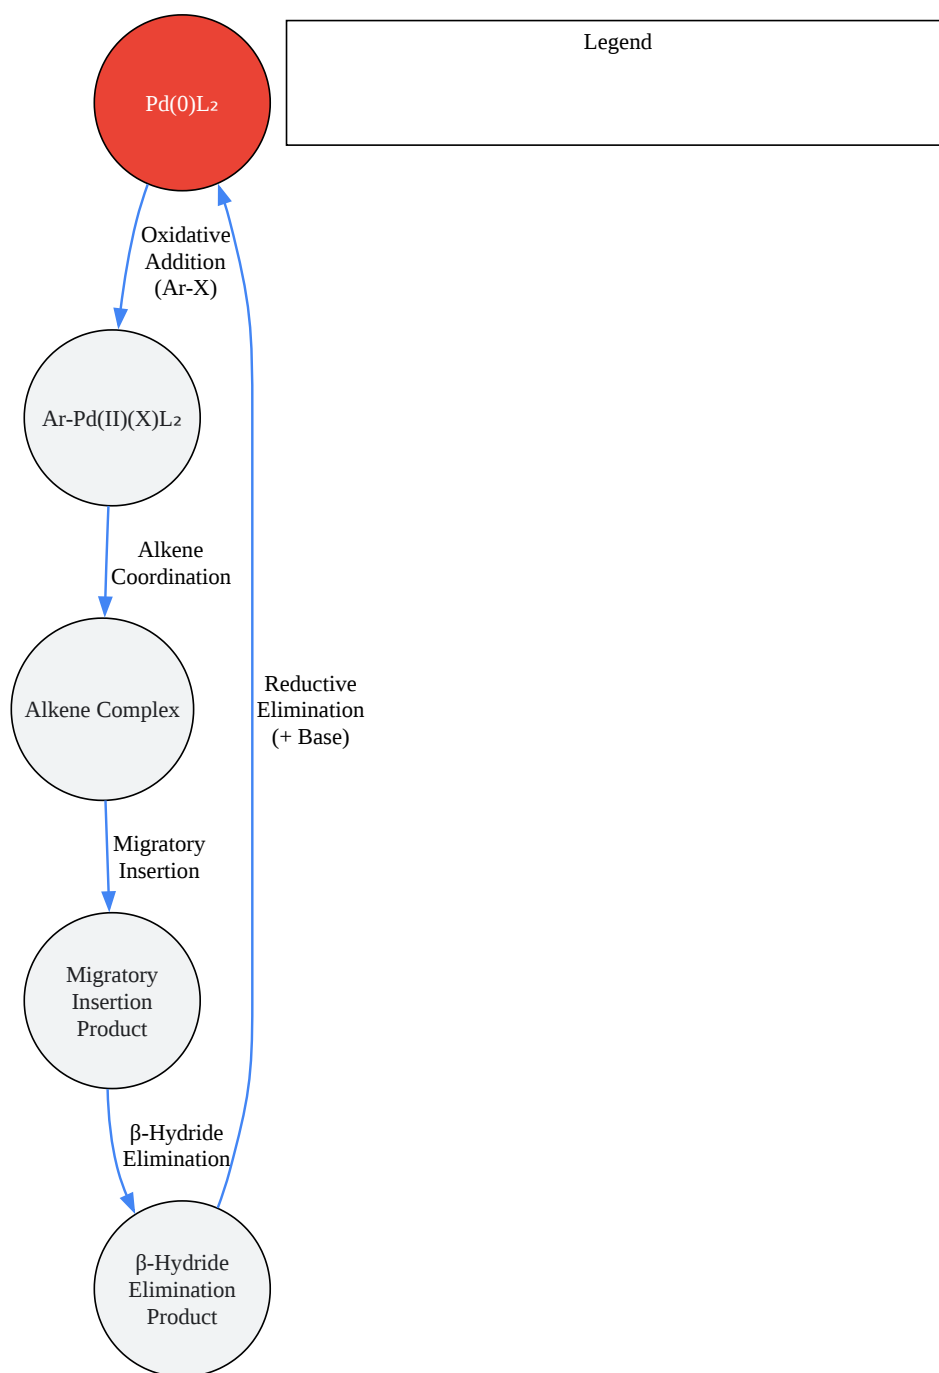 Pd(0)L₂
Legend
Oxidative
Addition
(Ar-X)
Ar-Pd(II)(X)L₂
Alkene
Coordination
Alkene Complex
Reductive
Elimination
(+ Base)
Migratory
Insertion
Migratory
Insertion
Product
β-Hydride
Elimination
β-Hydride
Elimination
Product